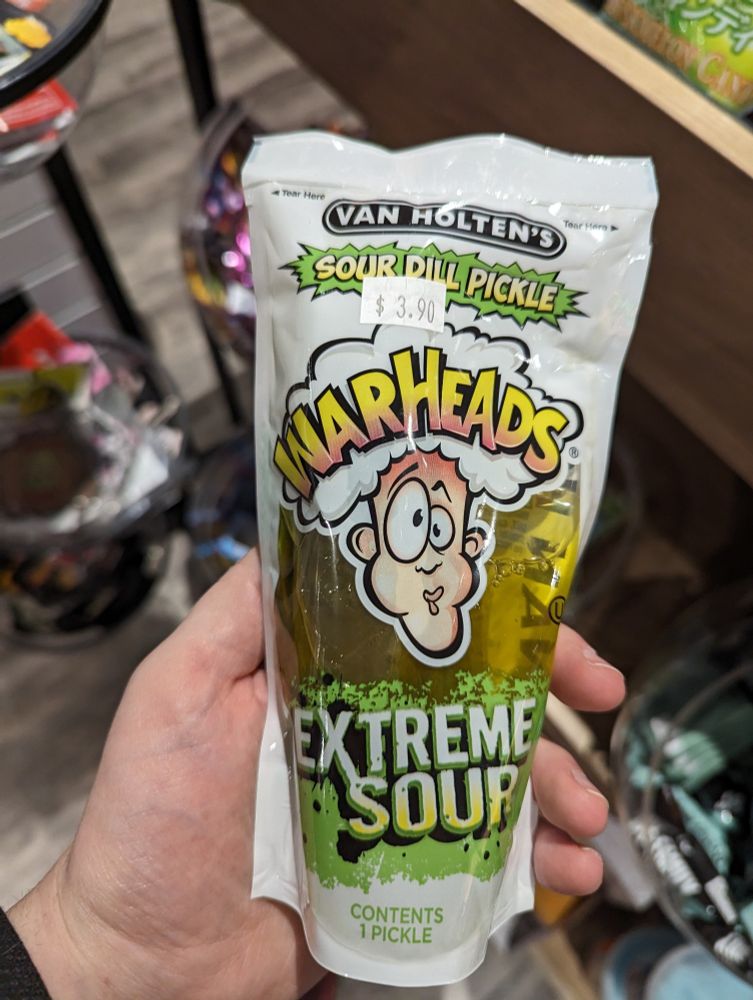 Tear Here
Tear Here
VAN HOLTEN'S
SOUR DILL PICKLE
$ 3.90
WARHEADS®
EXTREME
SOUR
CONTENTS
1 PICKLE